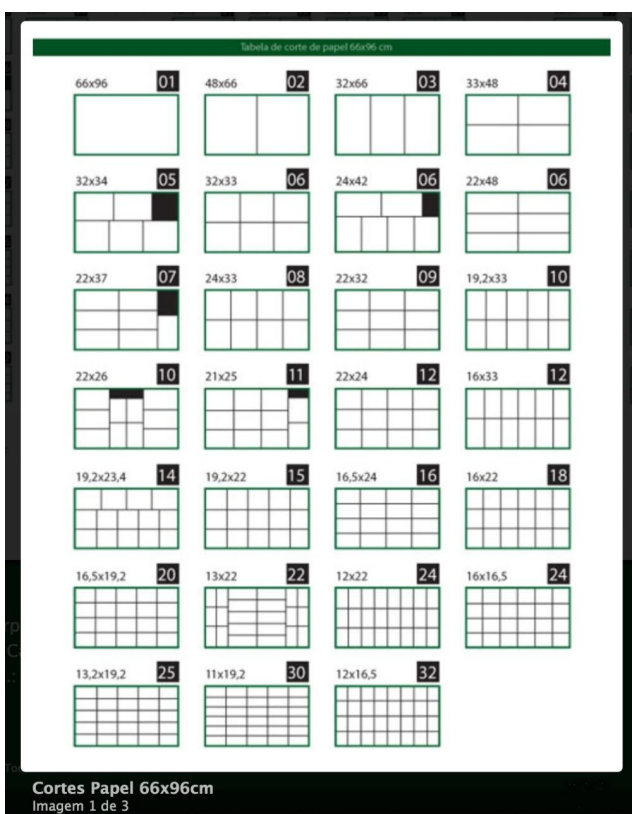 Tabela de corte de papel 66x96 cm
66x96 01 48x66 02 32x66 03 33x48 04
32x34 05 32x33 06 24x42 06 22x48 06
22x37 07 24x33 08 22x32 09 19,2x33 10
22x26 10 21x25 11 22x24 12 16x33 12
19,2x23,4 14 19,2x22 15 16,5x24 16 16x22 18
16,5x19,2 20 13x22 22 12x22 24 16x16,5 24
13,2x19,2 25 11x19,2 30 12x16,5 32
Cortes Papel 66x96cm
Imagem 1 de 3